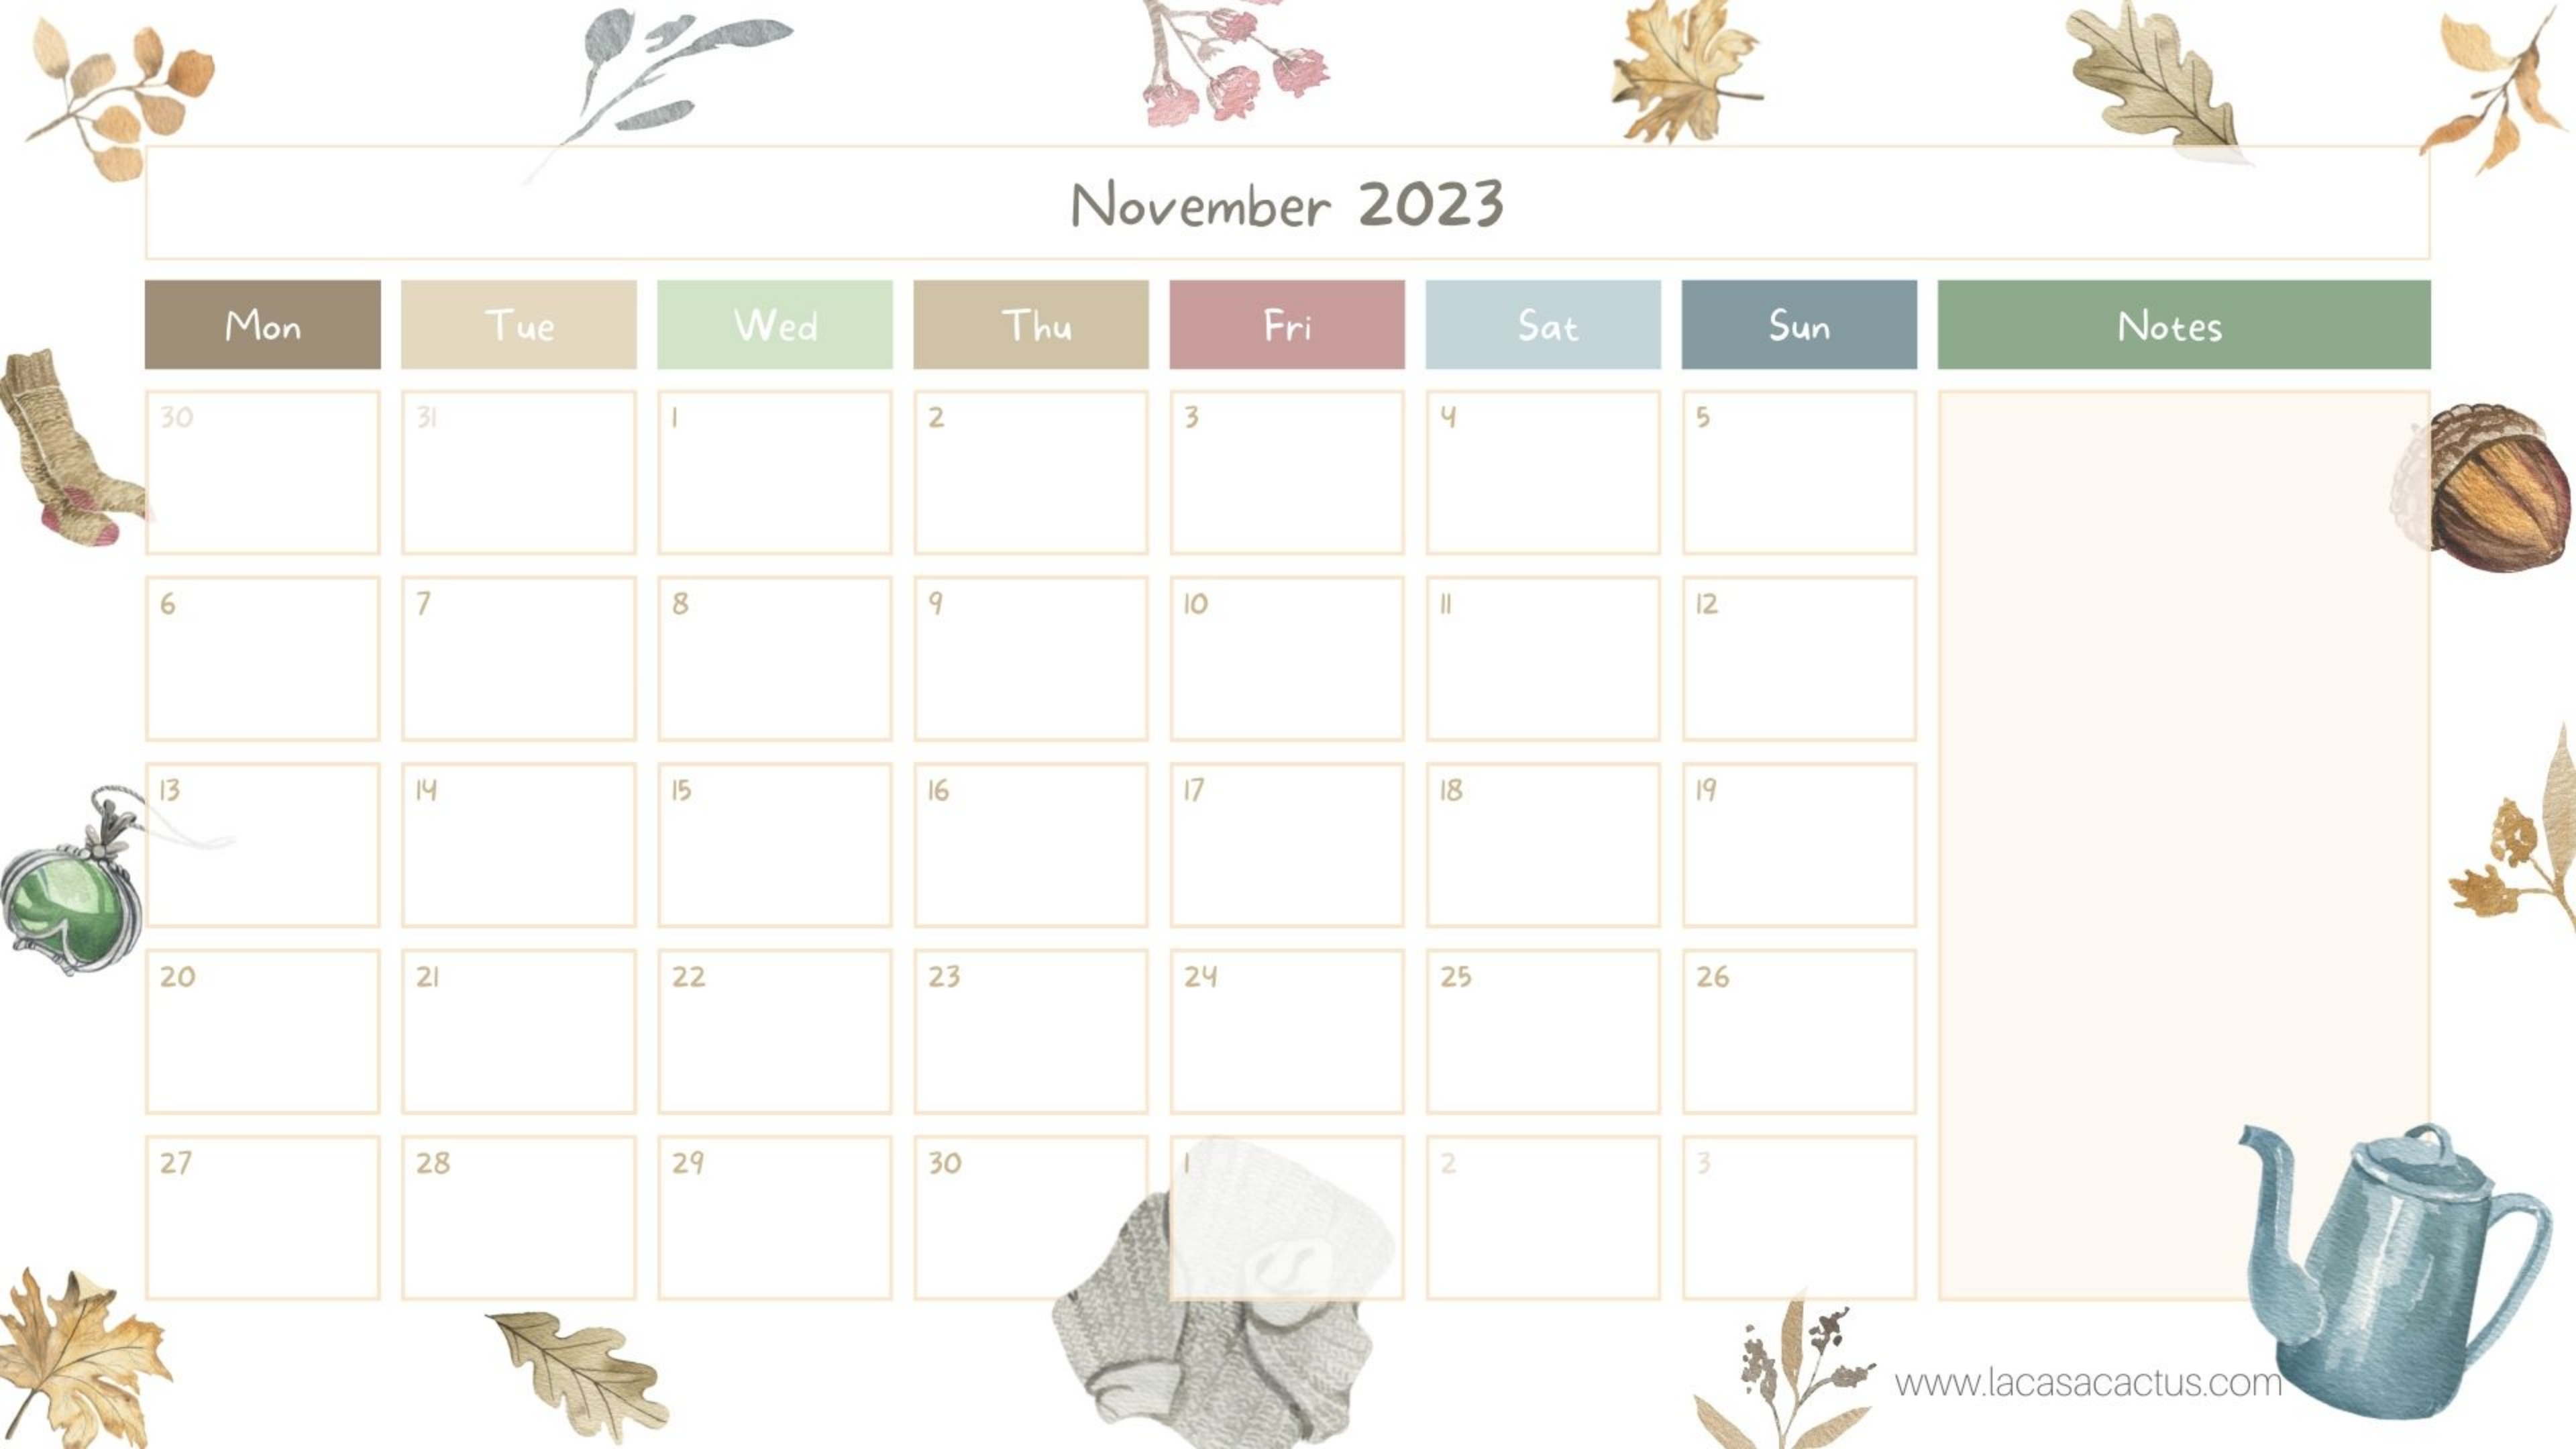 November 2023
Mon Tue Wed Thu Fri Sat Sun Notes
30 31 1 2 3 4 5
6 7 8 9 10 11 12
13 14 15 16 17 18 19
20 21 22 23 24 25 26
27 28 29 30 1 2 3
www.lacasacactus.com